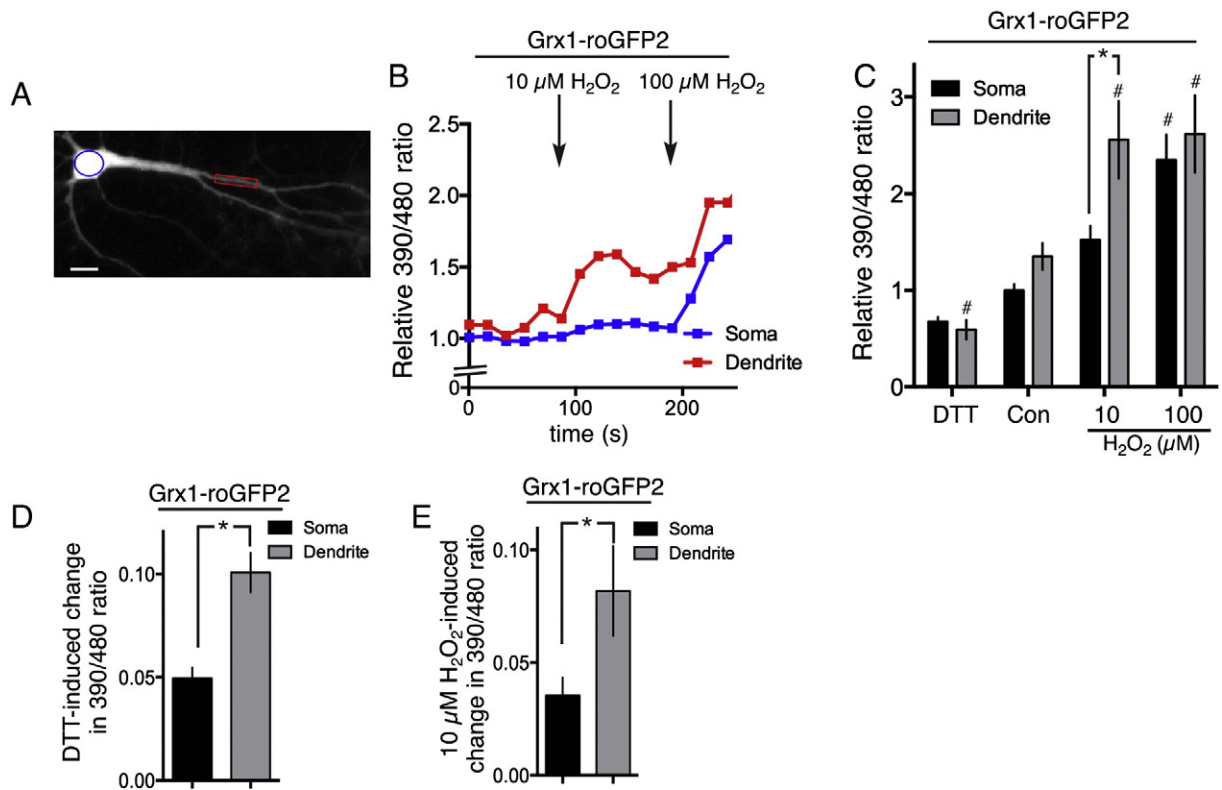 A
B
Grx1-roGFP2
10 µM H₂O₂
100 µM H₂O₂
Relative 390/480 ratio
2.5
2.0
1.5
1.0
0
0
100
200
time (s)
Soma
Dendrite
C
Grx1-roGFP2
Soma
Dendrite
Relative 390/480 ratio
3
2
1
0
*
#
#
#
#
DTT
Con
10
100
H₂O₂ (µM)
D
Grx1-roGFP2
Soma
Dendrite
*
DTT-induced change
in 390/480 ratio
0.10
0.05
0.00
E
Grx1-roGFP2
Soma
Dendrite
*
10 µM H₂O₂-induced
change in 390/480 ratio
0.10
0.05
0.00